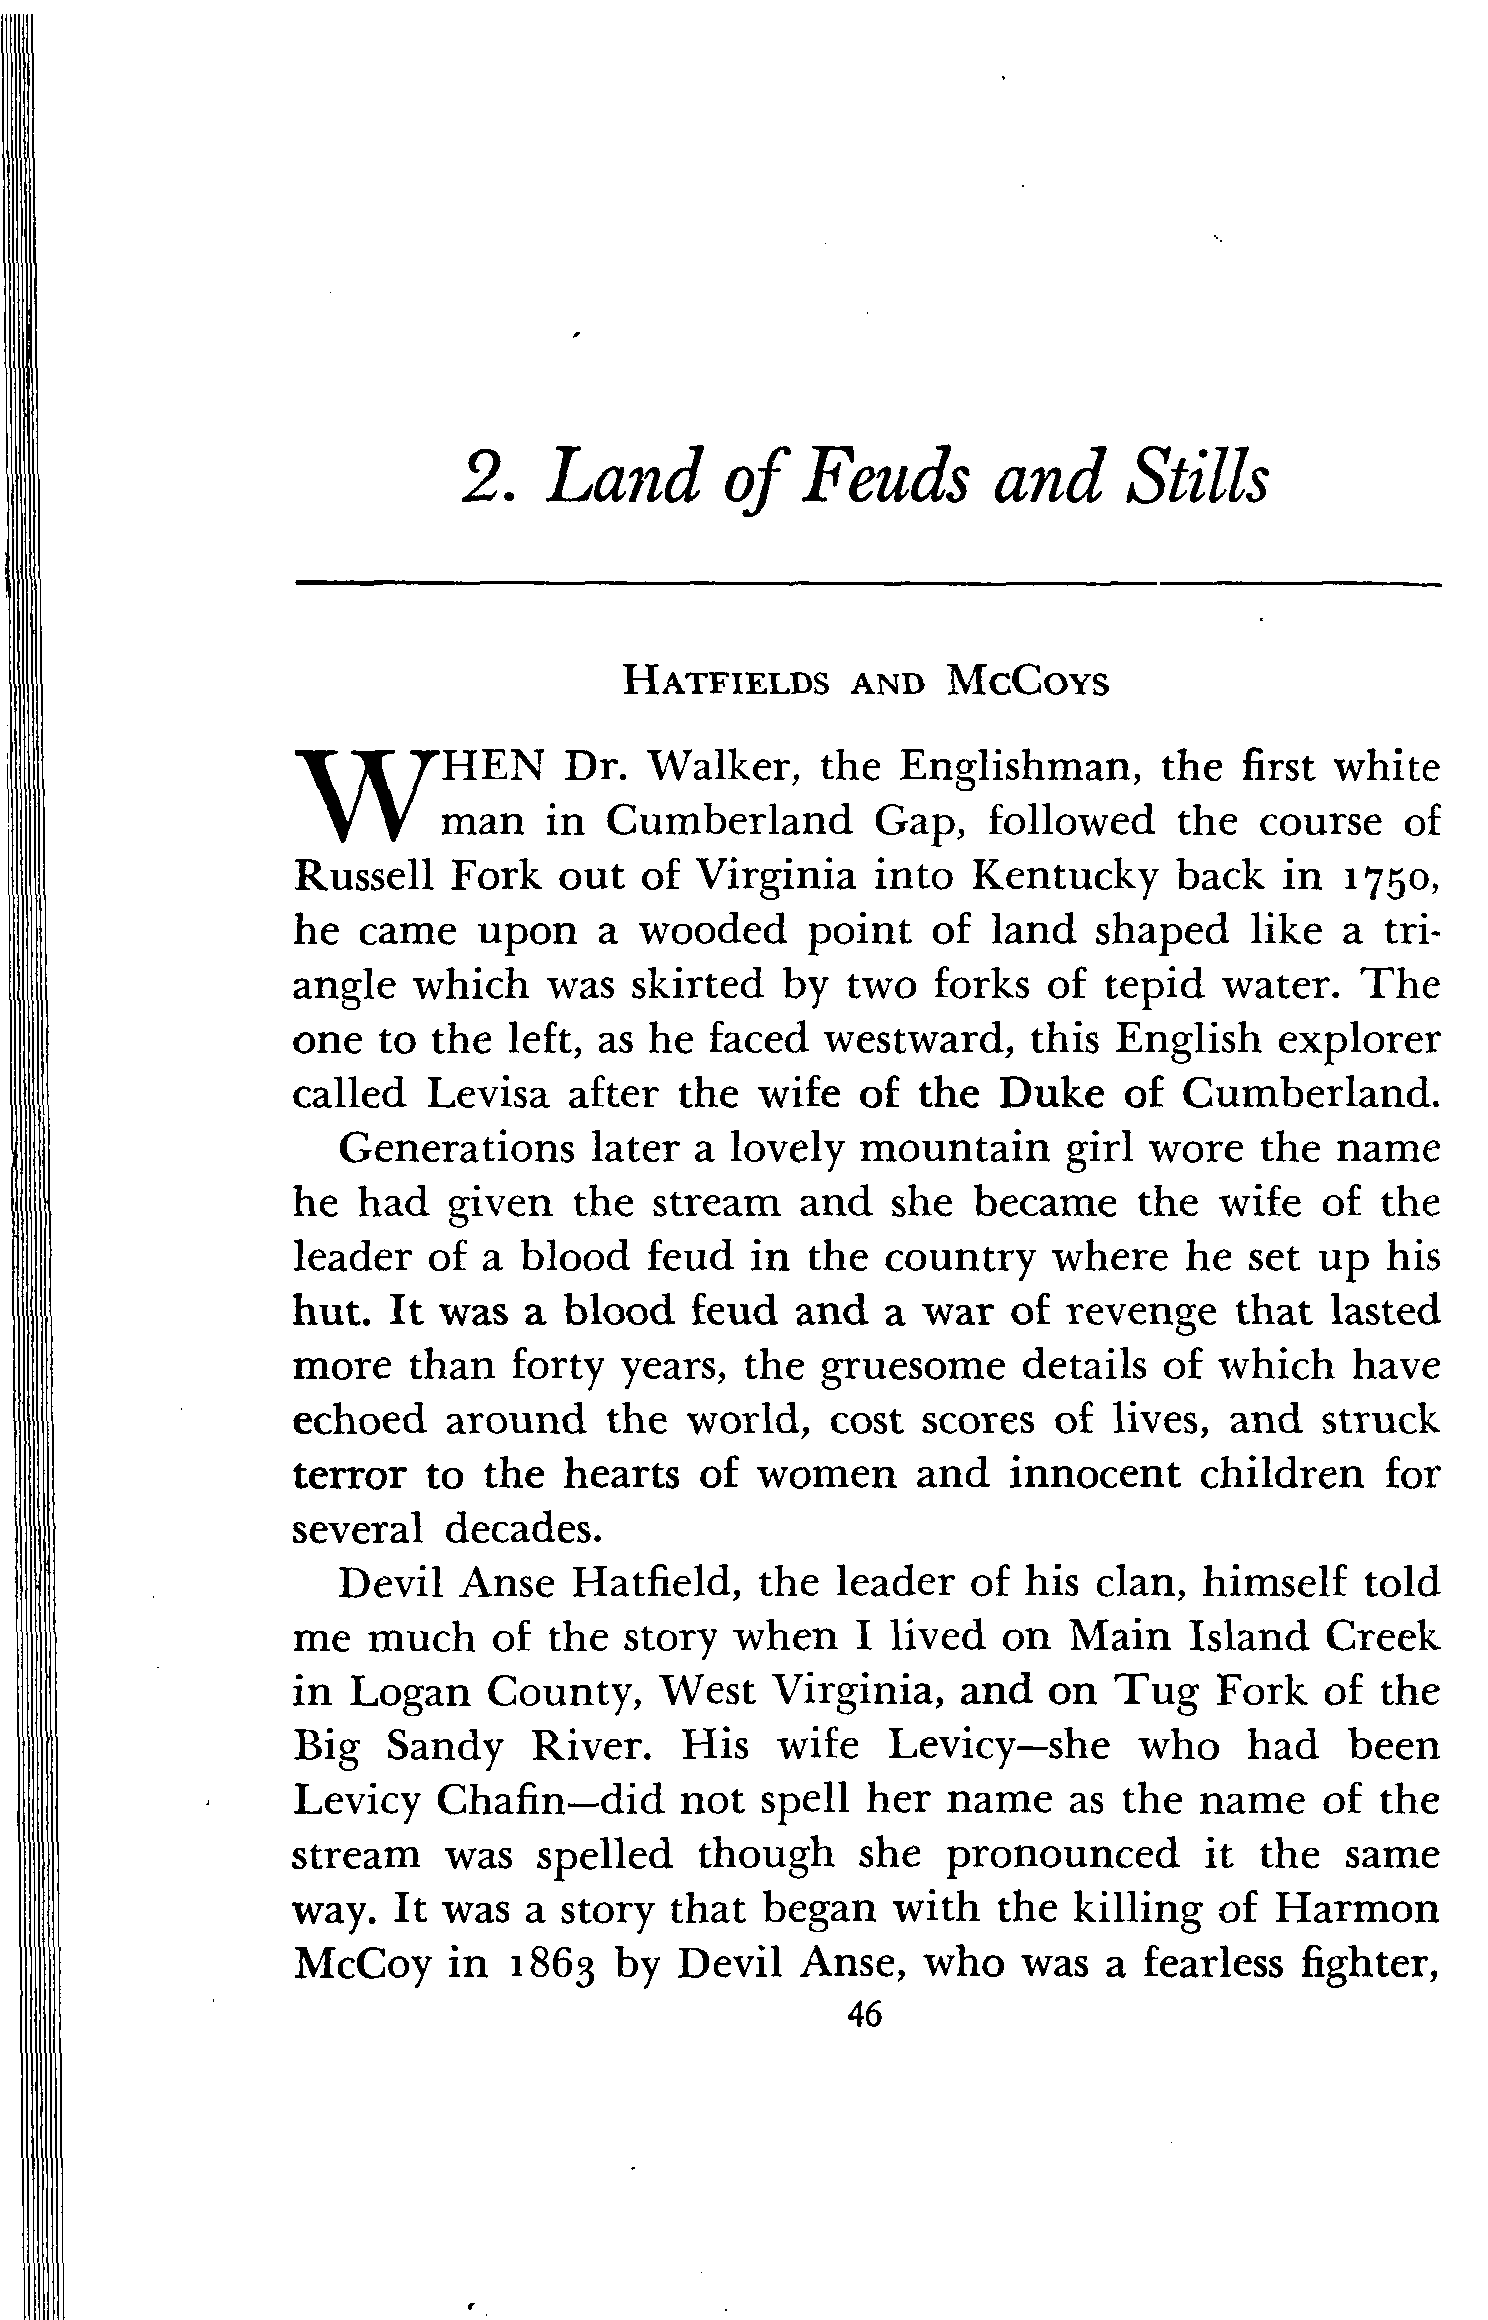 2. Land of Feuds and Stills
HATFIELDS AND MCCOYS
WHEN Dr. Walker, the Englishman, the first white
man in Cumberland Gap, followed the course of
Russell Fork out of Virginia into Kentucky back in 1750,
he came upon a wooded point of land shaped like a tri-
angle which was skirted by two forks of tepid water. The
one to the left, as he faced westward, this English explorer
called Levisa after the wife of the Duke of Cumberland.
Generations later a lovely mountain girl wore the name
he had given the stream and she became the wife of the
leader of a blood feud in the country where he set up his
hut. It was a blood feud and a war of revenge that lasted
more than forty years, the gruesome details of which have
echoed around the world, cost scores of lives, and struck
terror to the hearts of women and innocent children for
several decades.
Devil Anse Hatfield, the leader of his clan, himself told
me much of the story when I lived on Main Island Creek
in Logan County, West Virginia, and on Tug Fork of the
Big Sandy River. His wife Levicy—she who had been
Levicy Chafin—did not spell her name as the name of the
stream was spelled though she pronounced it the same
way. It was a story that began with the killing of Harmon
McCoy in 1863 by Devil Anse, who was a fearless fighter,
46